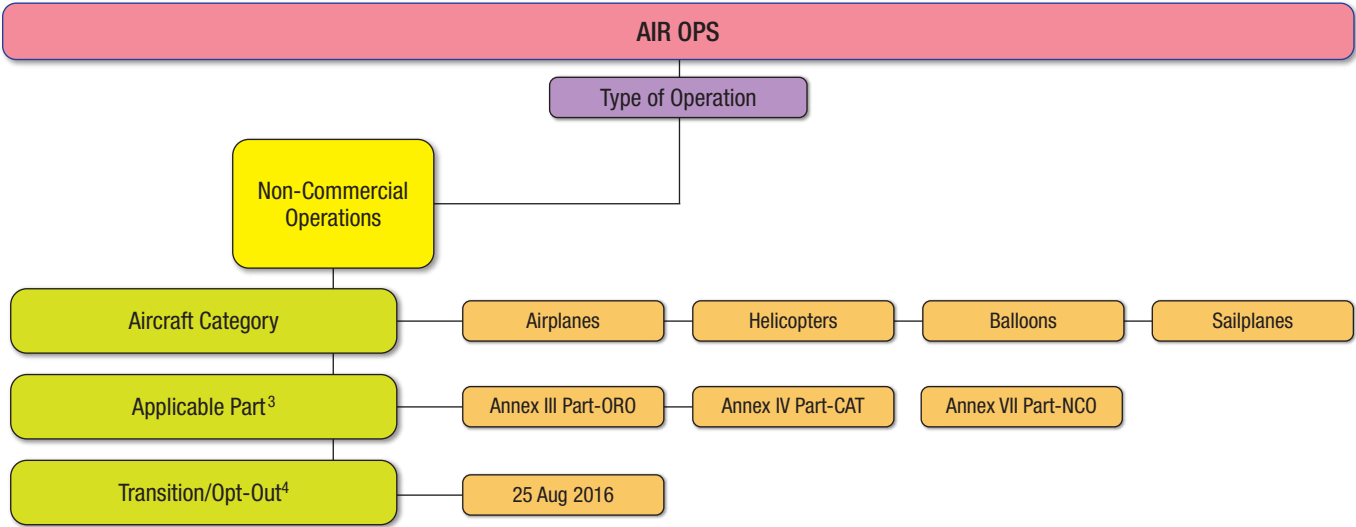 AIR OPS
Type of Operation
Non-Commercial
Operations
Aircraft Category
Airplanes
Helicopters
Balloons
Sailplanes
Applicable Part³
Annex III Part-ORO
Annex IV Part-CAT
Annex VII Part-NCO
Transition/Opt-Out⁴
25 Aug 2016